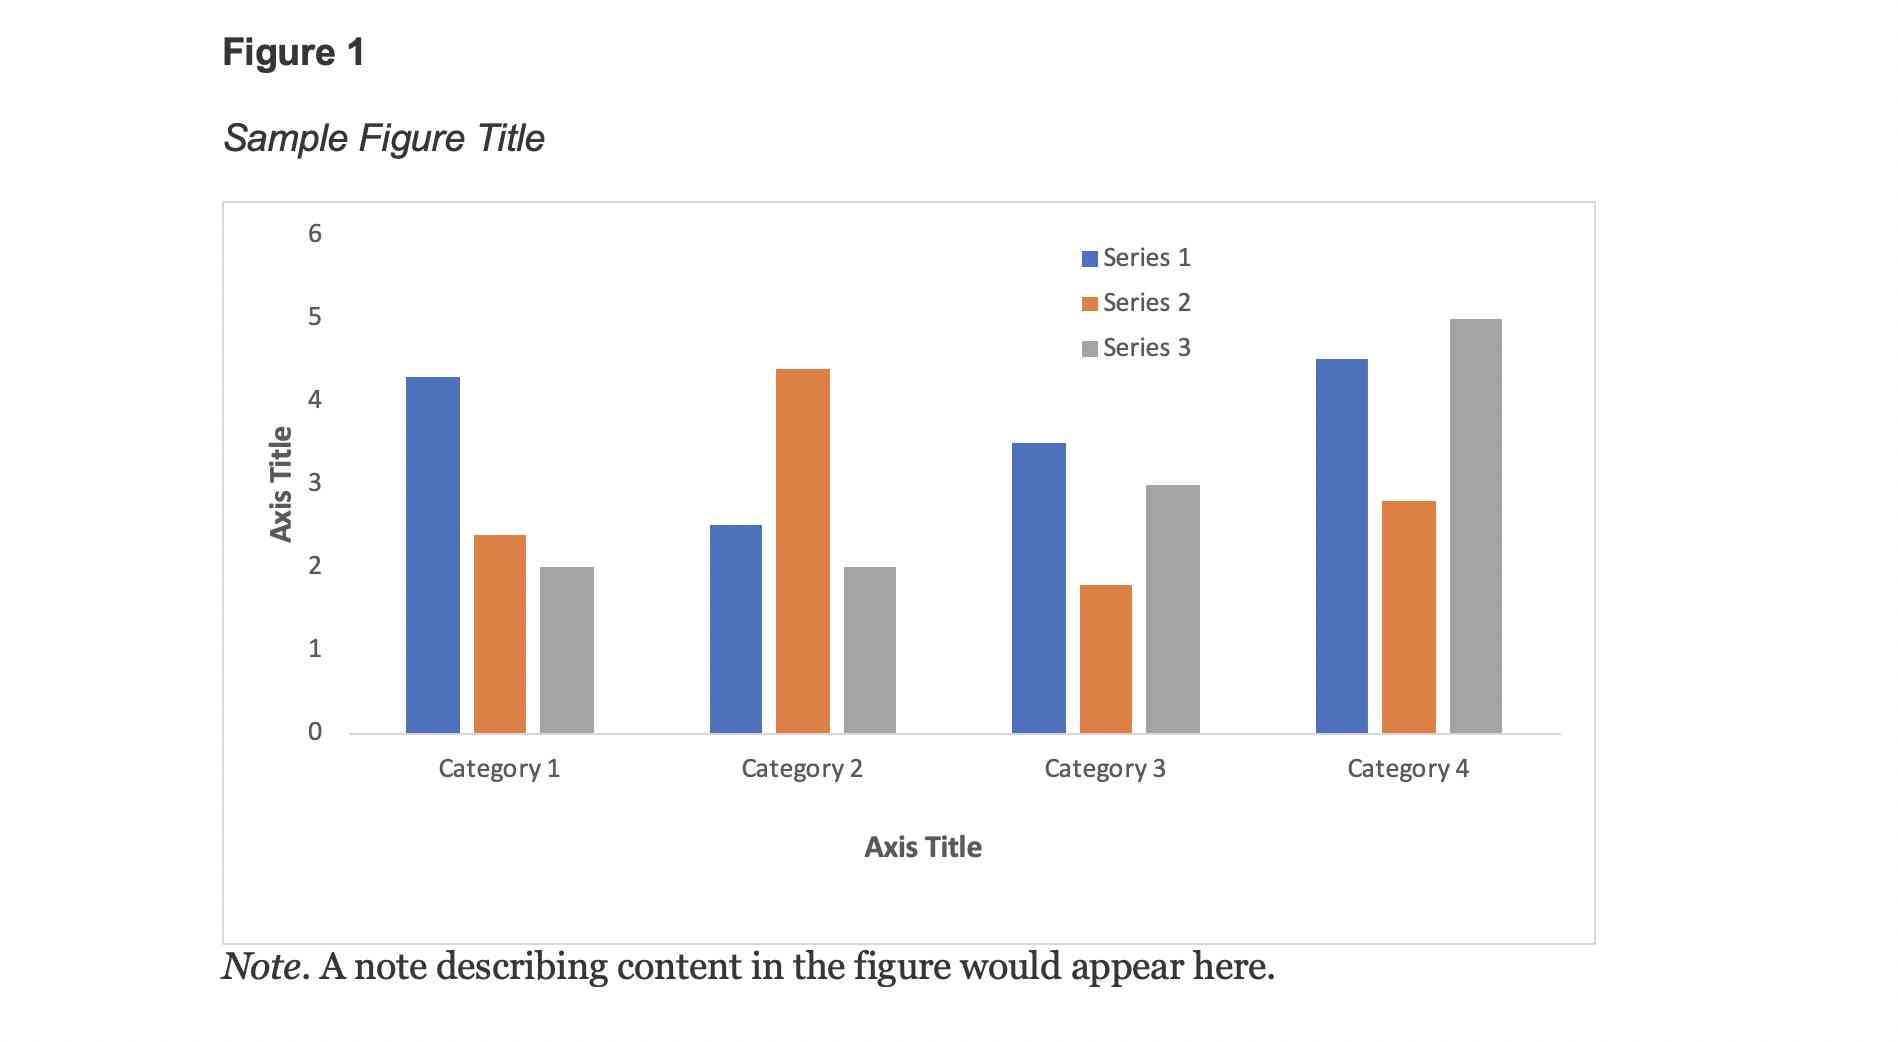 Figure 1
Sample Figure Title
6
5
4
3
2
1
0
Axis Title
Series 1
Series 2
Series 3
Category 1
Category 2
Category 3
Category 4
Axis Title
Note. A note describing content in the figure would appear here.